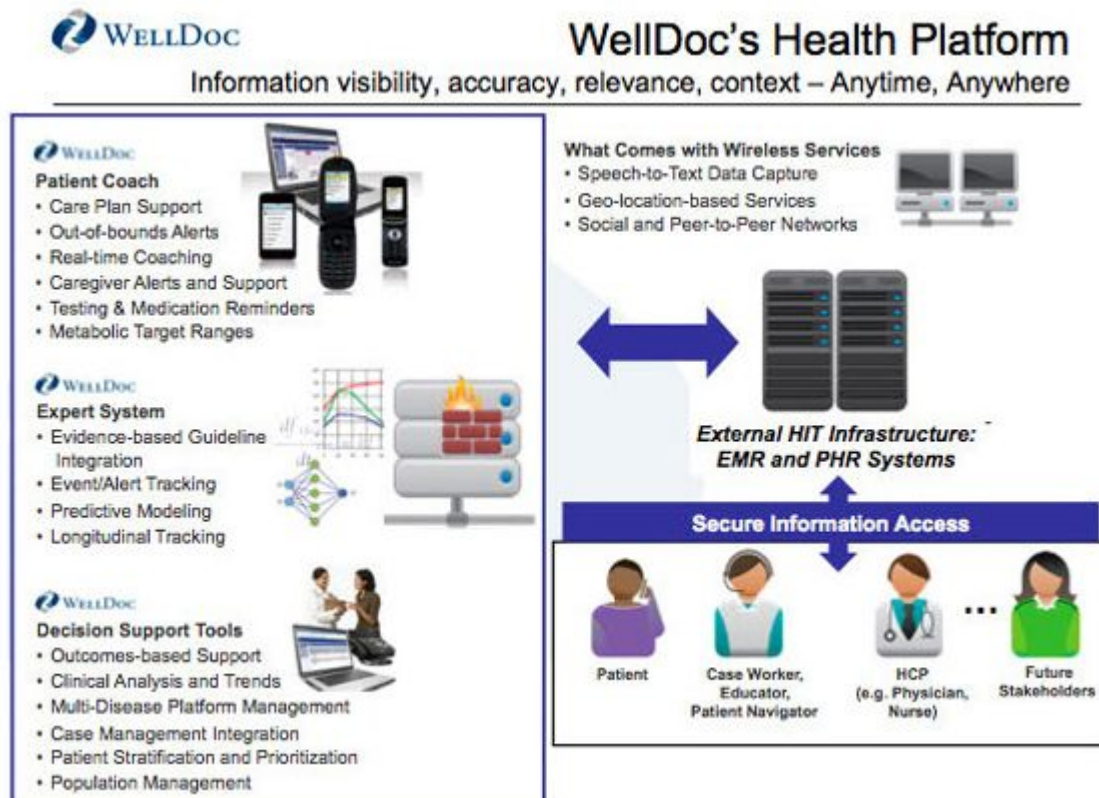 WELLDOC
WellDoc's Health Platform
Information visibility, accuracy, relevance, context – Anytime, Anywhere
WELLDOC
Patient Coach
• Care Plan Support
• Out-of-bounds Alerts
• Real-time Coaching
• Caregiver Alerts and Support
• Testing & Medication Reminders
• Metabolic Target Ranges
WELLDOC
Expert System
• Evidence-based Guideline
Integration
• Event/Alert Tracking
• Predictive Modeling
• Longitudinal Tracking
WELLDOC
Decision Support Tools
• Outcomes-based Support
• Clinical Analysis and Trends
• Multi-Disease Platform Management
• Case Management Integration
• Patient Stratification and Prioritization
• Population Management
What Comes with Wireless Services
• Speech-to-Text Data Capture
• Geo-location-based Services
• Social and Peer-to-Peer Networks
External HIT Infrastructure:
EMR and PHR Systems
Secure Information Access
Patient
Case Worker,
Educator,
Patient Navigator
HCP
(e.g. Physician,
Nurse)
...
Future
Stakeholders